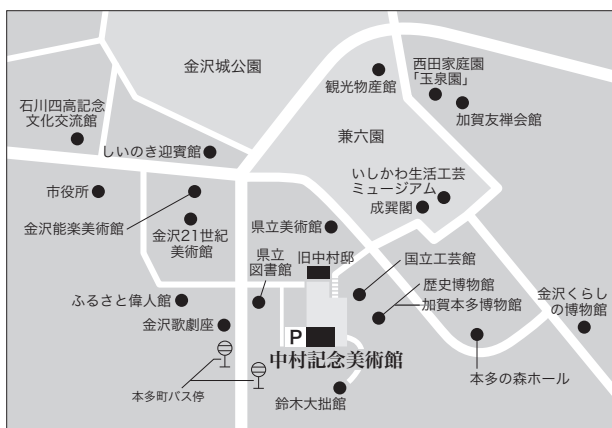 金沢城公園
観光物産館
西田家庭園
「玉泉園」
加賀友禅会館
石川四高記念
文化交流館
しいのき迎賓館
兼六園
いしかわ生活工芸
ミュージアム
成巽閣
市役所
金沢能楽美術館
金沢21世紀
美術館
県立美術館
県立
図書館
旧中村邸
国立工芸館
歴史博物館
加賀本多博物館
金沢くらし
の博物館
ふるさと偉人館
金沢歌劇座
P
中村記念美術館
本多の森ホール
本多町バス停
鈴木大拙館